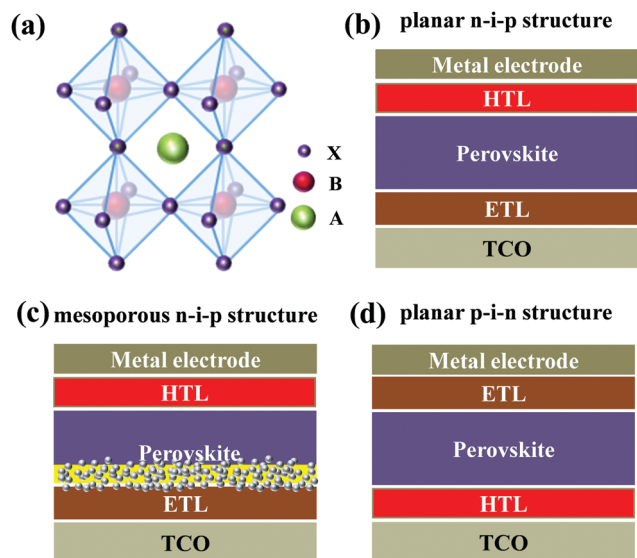 (a)
X
B
A
(b) planar n-i-p structure
Metal electrode
HTL
Perovskite
ETL
TCO
(c) mesoporous n-i-p structure
Metal electrode
HTL
Perovskite
ETL
TCO
(d) planar p-i-n structure
Metal electrode
ETL
Perovskite
HTL
TCO